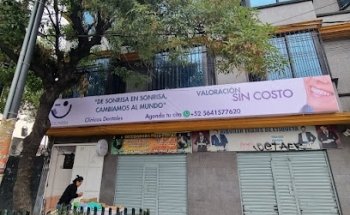 "DE SONRISA EN SONRISA,
CAMBIAMOS AL MUNDO"
Clínicas Dentales
VALORACIÓN
SIN COSTO
Agenda tu cita +52 5641577620